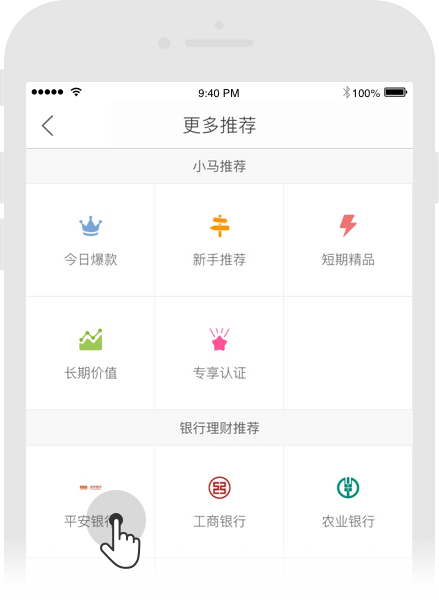 9:40 PM 100%
更多推荐
小马推荐
今日爆款 新手推荐 短期精品
长期价值 专享认证
银行理财推荐
平安银行 工商银行 农业银行